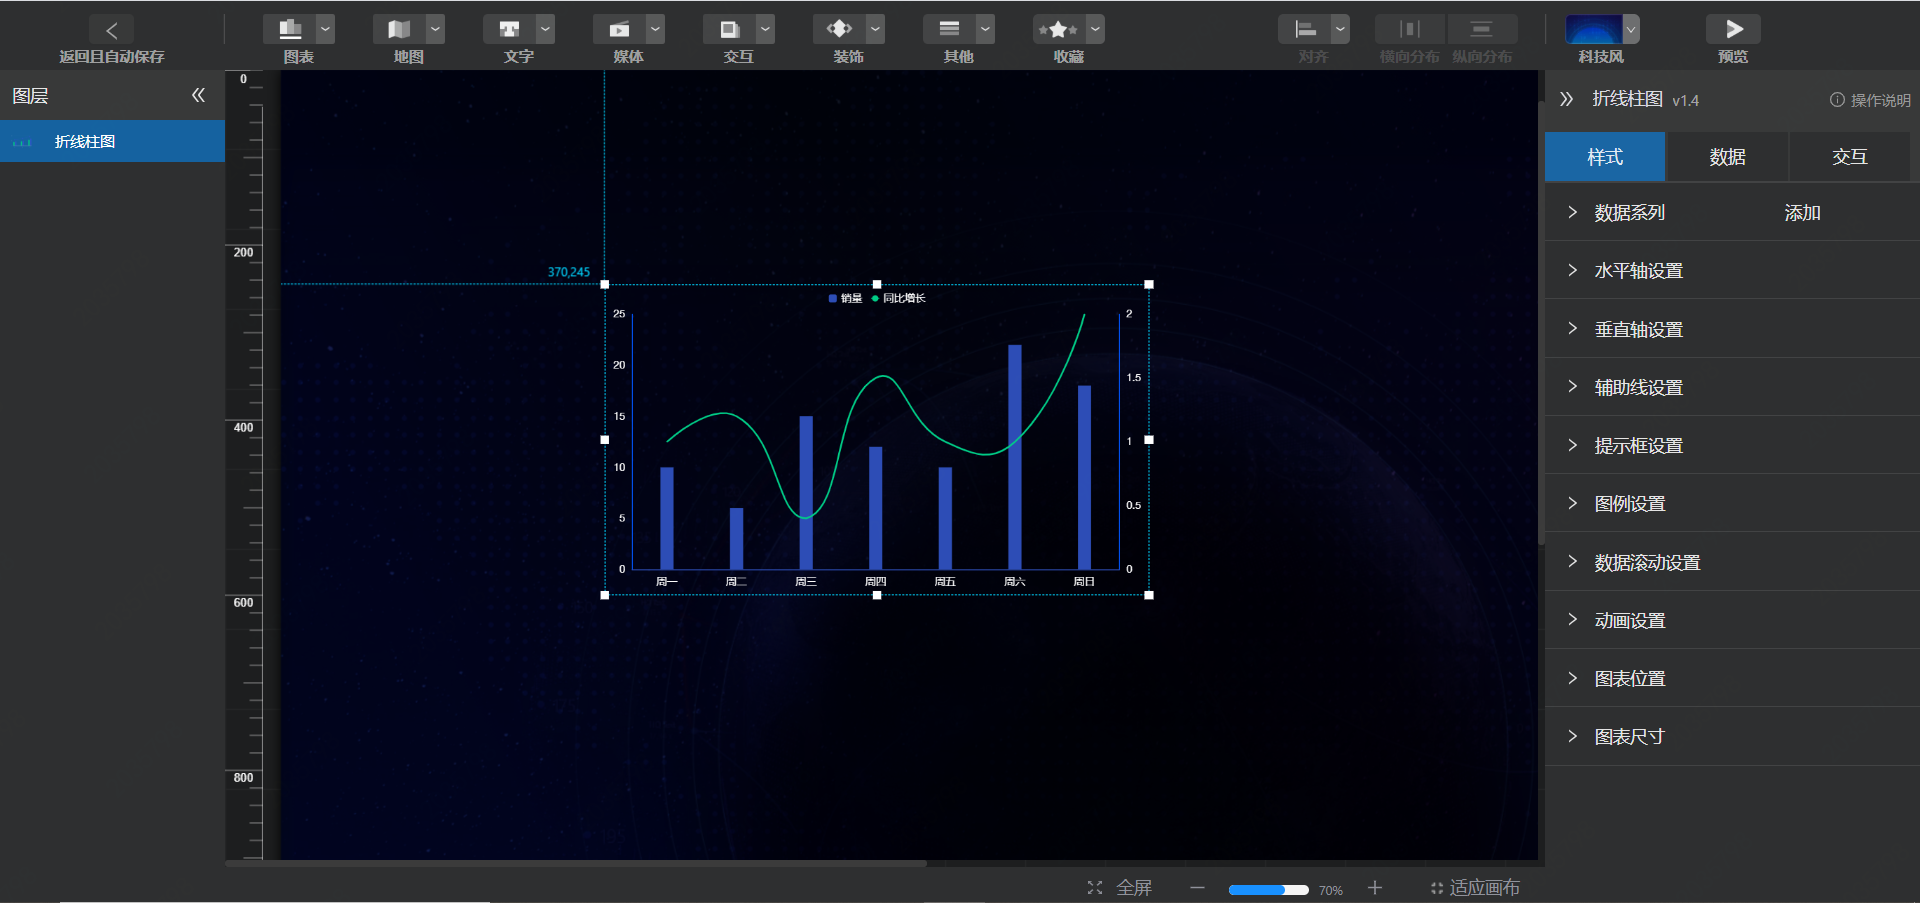 返回且自动保存
图表
地图
文字
媒体
交互
装饰
其他
收藏
对齐
横向分布
纵向分布
科技风
预览
图层
折线柱图
0
200
400
600
800
370,245
销量
同比增长
25
20
15
10
5
0
2
1.5
1
0.5
0
周一
周二
周三
周四
周五
周六
周日
折线柱图 v1.4
操作说明
样式
数据
交互
数据系列
添加
水平轴设置
垂直轴设置
辅助线设置
提示框设置
图例设置
数据滚动设置
动画设置
图表位置
图表尺寸
全屏
70%
适应画布